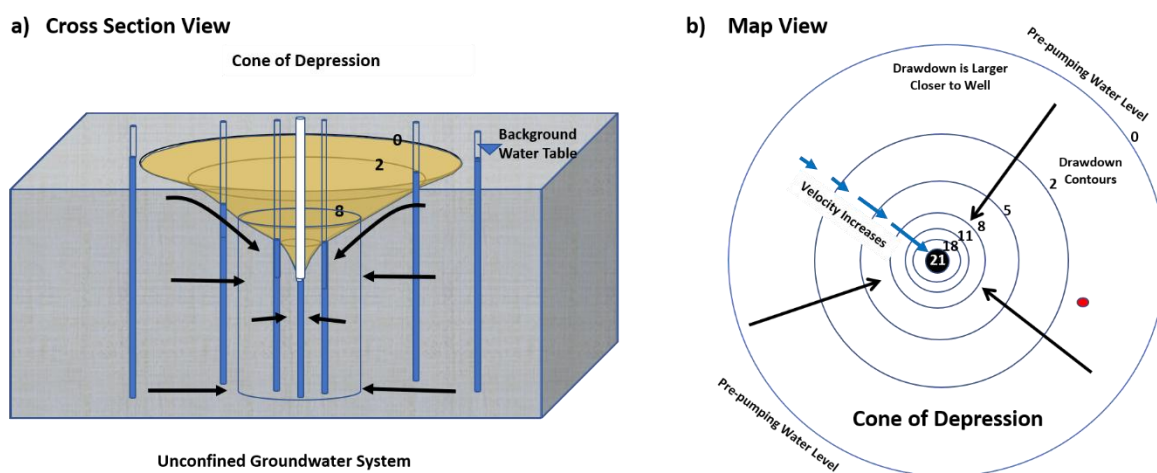 a) Cross Section View
Cone of Depression
0
2
8
Background
Water Table
Unconfined Groundwater System
b) Map View
Drawdown is Larger
Closer to Well
Pre-pumping Water Level
0
Drawdown
Contours
2
5
8
11
18
21
Velocity Increases
Cone of Depression
Pre-pumping Water Level